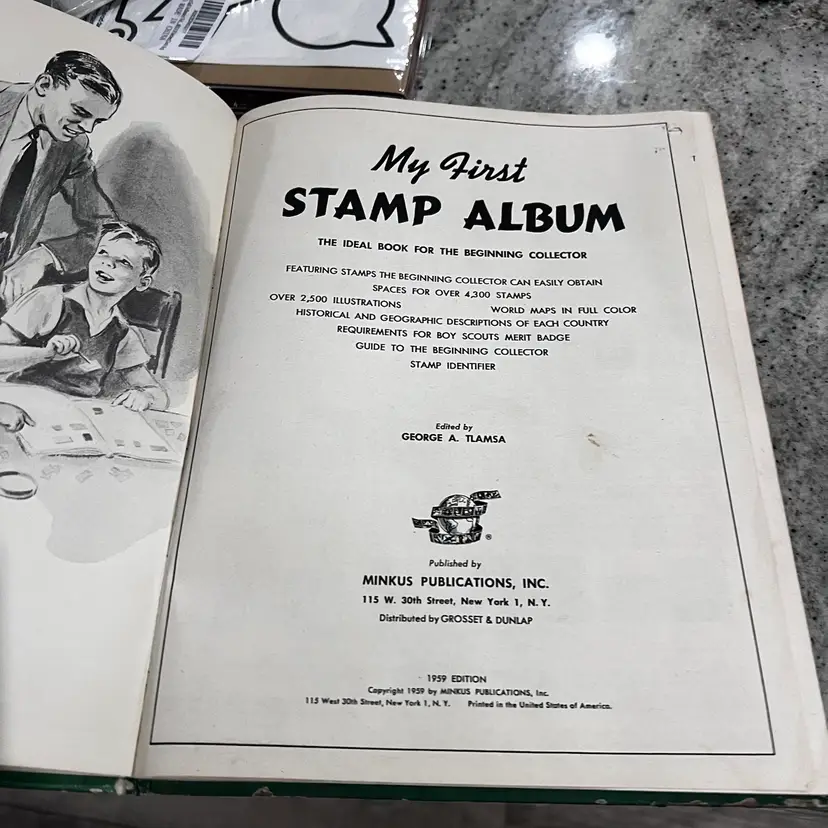 My First
STAMP ALBUM
THE IDEAL BOOK FOR THE BEGINNING COLLECTOR
FEATURING STAMPS THE BEGINNING COLLECTOR CAN EASILY OBTAIN
SPACES FOR OVER 4,300 STAMPS
OVER 2,500 ILLUSTRATIONS WORLD MAPS IN FULL COLOR
HISTORICAL AND GEOGRAPHIC DESCRIPTIONS OF EACH COUNTRY
REQUIREMENTS FOR BOY SCOUTS MERIT BADGE
GUIDE TO THE BEGINNING COLLECTOR
STAMP IDENTIFIER
Edited by
GEORGE A. TLAMSA
®
Published by
MINKUS PUBLICATIONS, INC.
115 W. 30th Street, New York 1, N. Y.
Distributed by GROSSET & DUNLAP
1959 EDITION
Copyright 1959 by MINKUS PUBLICATIONS, Inc.
115 West 30th Street, New York 1, N. Y. Printed in the United States of America.